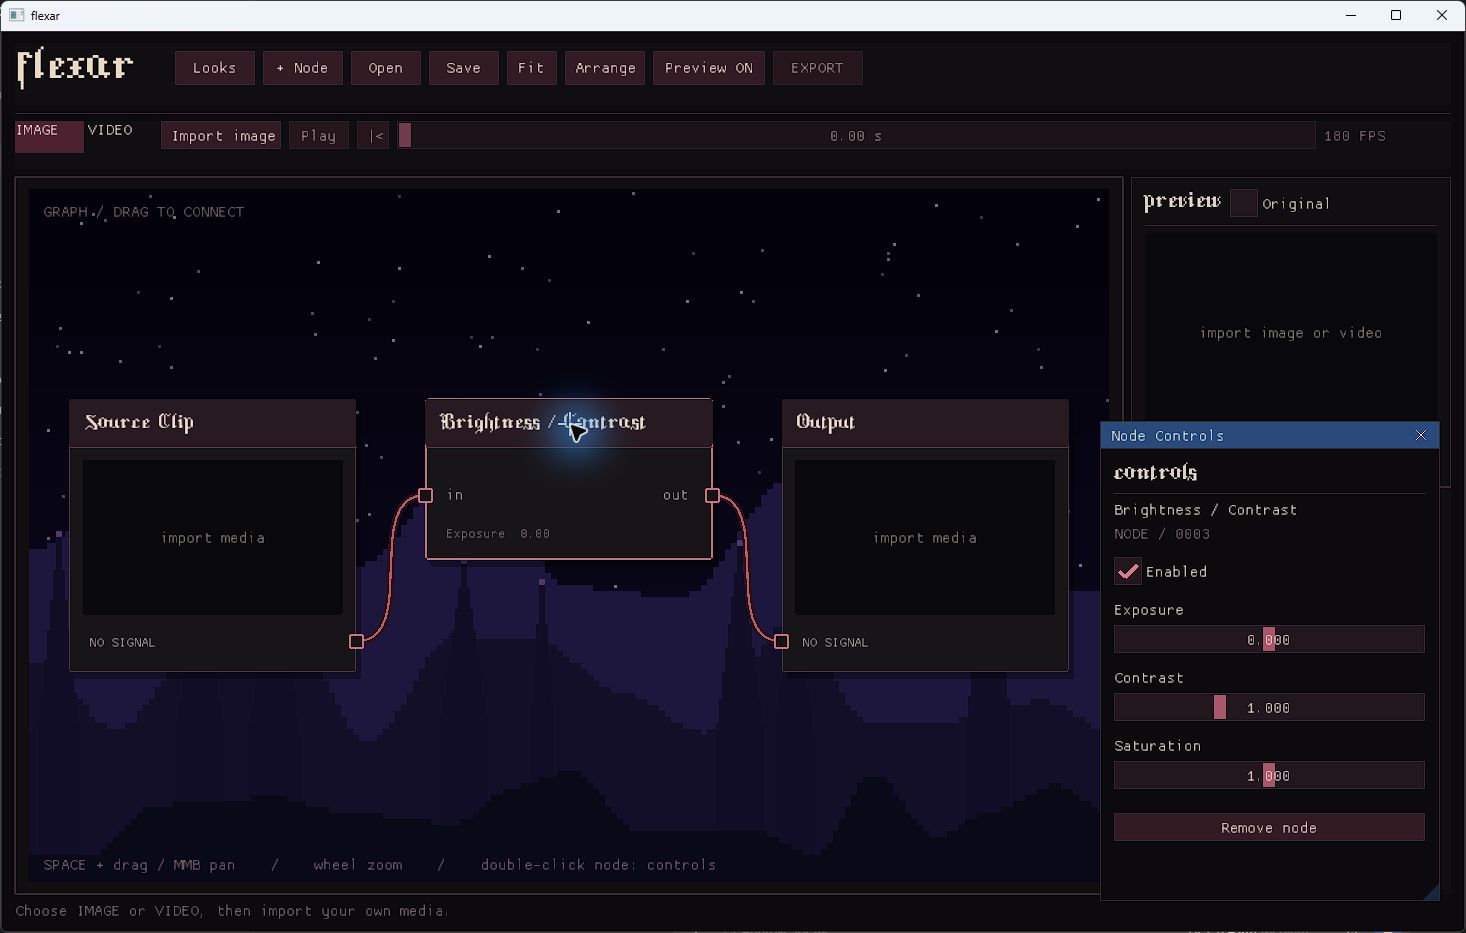 flexar
flexar
Looks
+ Node
Open
Save
Fit
Arrange
Preview ON
EXPORT
IMAGE
VIDEO
Import image
Play
|<
0.00 s
180 FPS
GRAPH / DRAG TO CONNECT
preview
Original
import image or video
Source Clip
import media
NO SIGNAL
Brightness / Contrast
in
out
Exposure 0.00
Output
import media
NO SIGNAL
Node Controls
controls
Brightness / Contrast
NODE / 0003
Enabled
Exposure
0.000
Contrast
1.000
Saturation
1.000
Remove node
SPACE + drag / MMB pan / wheel zoom / double-click node: controls
Choose IMAGE or VIDEO, then import your own media.